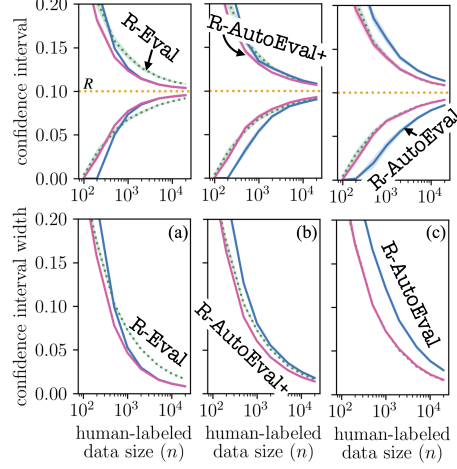 0.20
0.15
0.10
0.05
0.00
confidence interval
R-Eval
R
10² 10³ 10⁴
R-AutoEval+
10² 10³ 10⁴
R-AutoEval
10² 10³ 10⁴
0.20
0.15
0.10
0.05
0.00
confidence interval width
(a)
R-Eval
10² 10³ 10⁴
human-labeled
data size (n)
(b)
R-AutoEval+
10² 10³ 10⁴
human-labeled
data size (n)
(c)
R-AutoEval
10² 10³ 10⁴
human-labeled
data size (n)